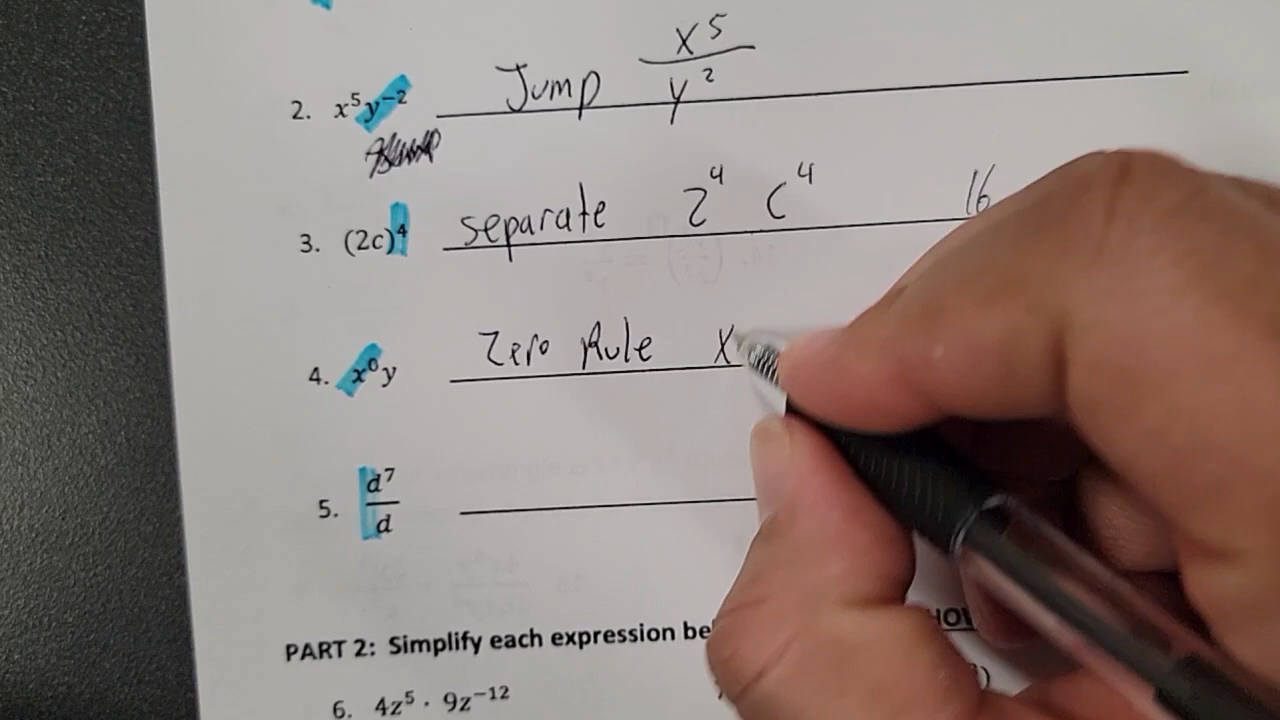 2. x⁵y⁻² Jump x⁵/y²
3. (2c)⁴ separate 2⁴ c⁴ 16
4. x⁰y Zero Rule x
5. d⁷/d
PART 2: Simplify each expression
6. 4z⁵ · 9z⁻¹²